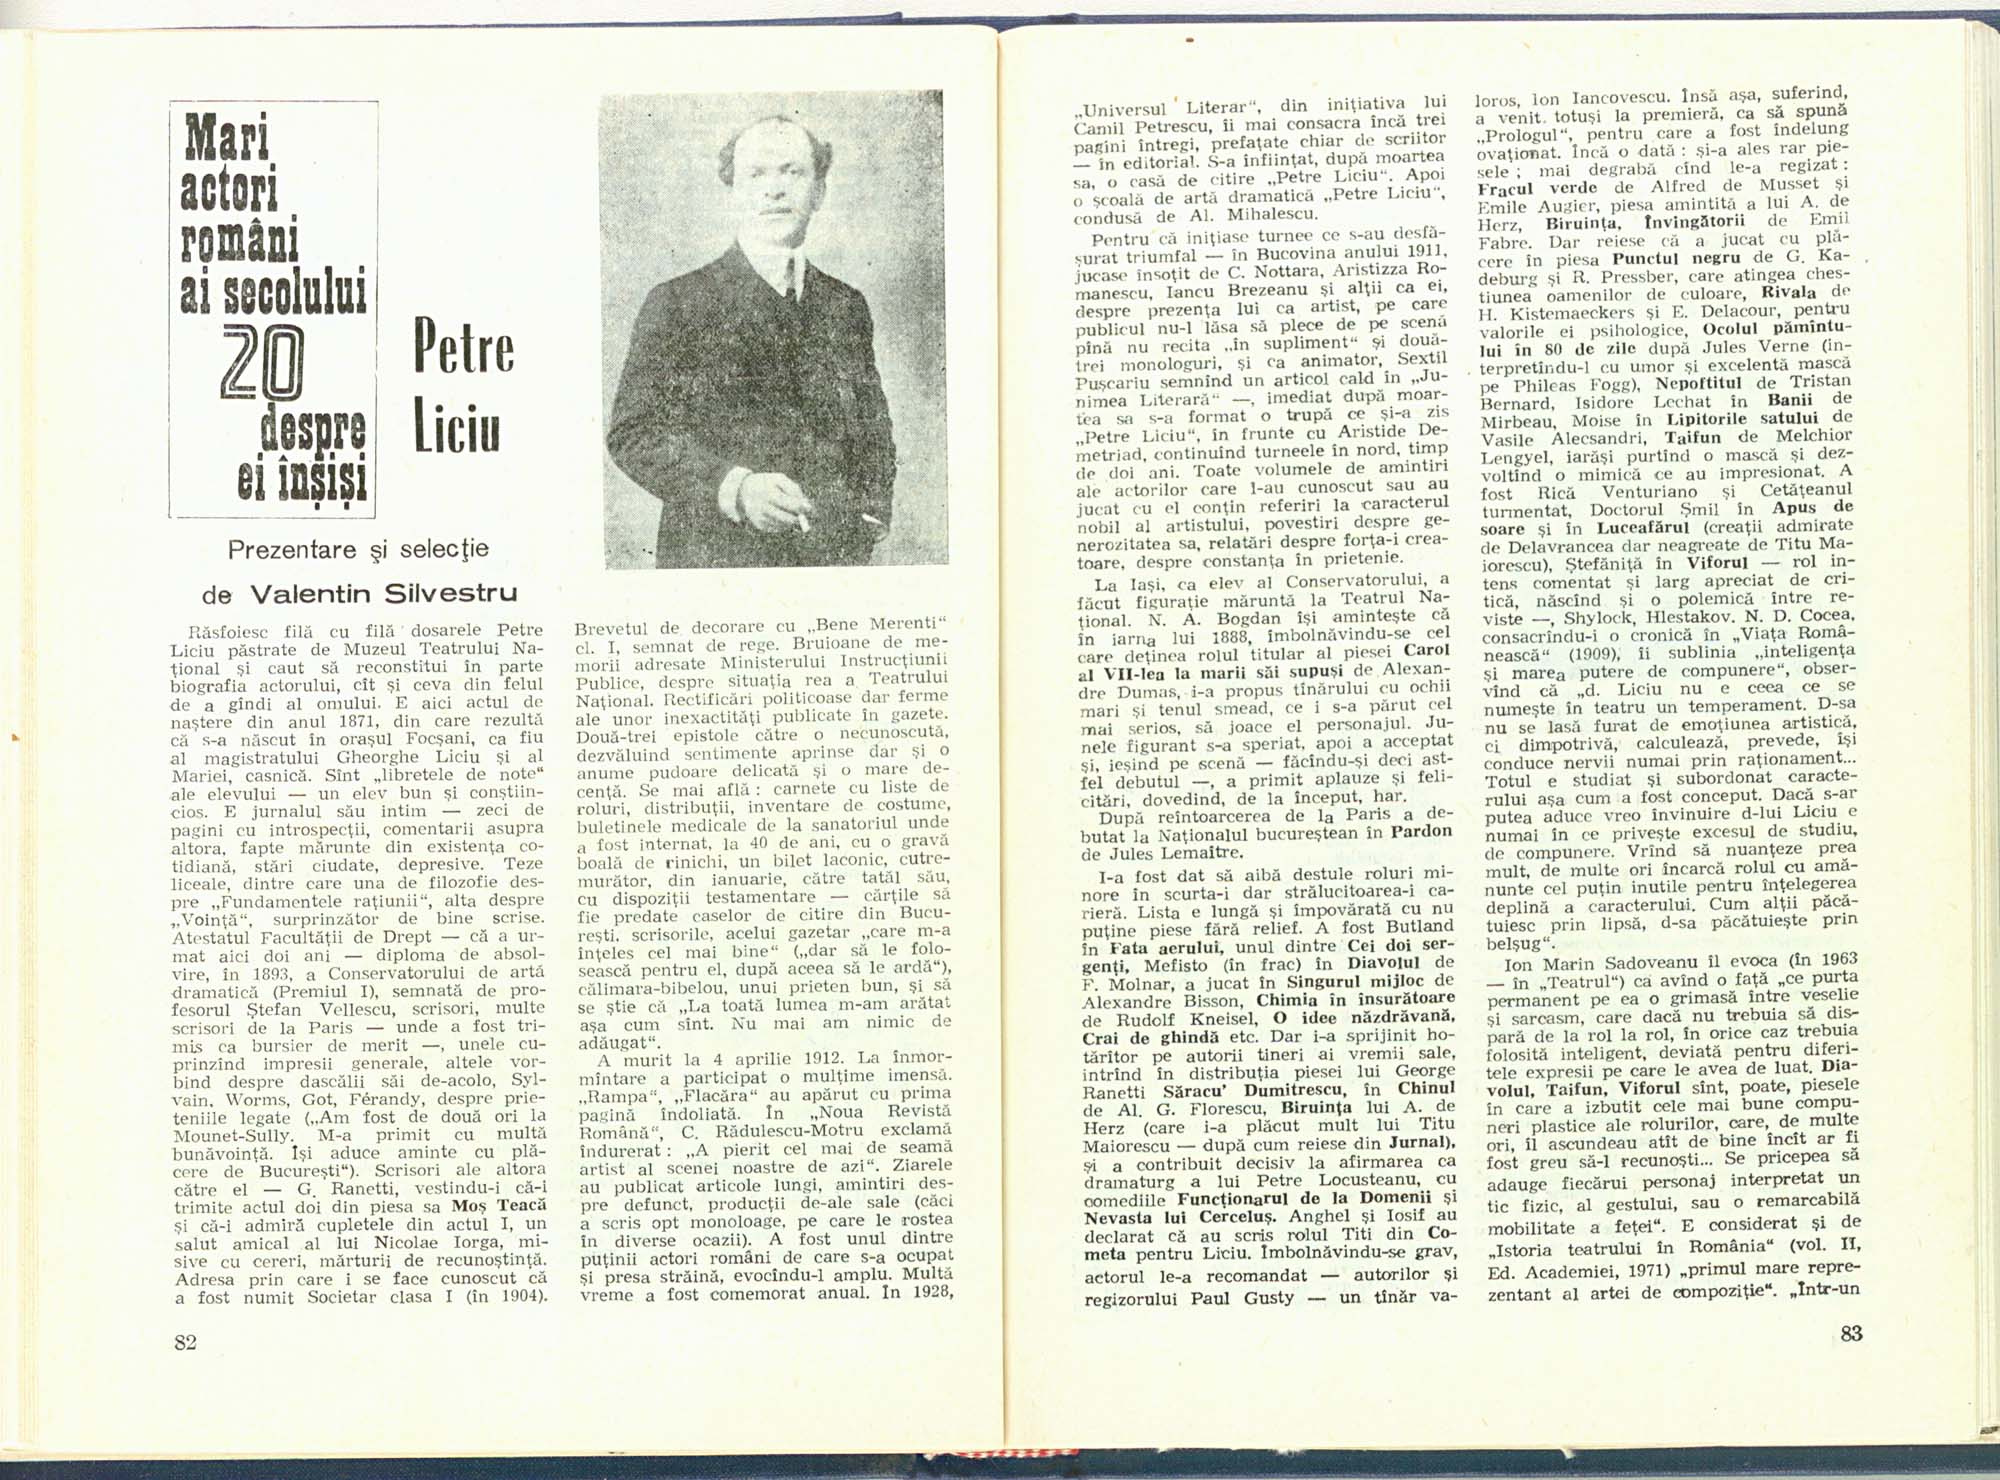 Mari
actori
români
ai secolului
20
despre
ei înșiși
Petre
Liciu
Prezentare și selecție
de Valentin Silvestru
Răsfoiesc filă cu filă dosarele Petre
Liciu păstrate de Muzeul Teatrului Na-
țional și caut să reconstitui în parte
biografia actorului, cît și ceva din felul
de a gîndi al omului. E aici actul de
naștere din anul 1871, din care rezultă
că s-a născut în orașul Focșani, ca fiu
al magistratului Gheorghe Liciu și al
Mariei, casnică. Sînt „libretele de note“
ale elevului — un elev bun și conștiin-
cios. E jurnalul său intim — zeci de
pagini cu introspecții, comentarii asupra
altora, fapte mărunte din existența co-
tidiană, stări ciudate, depresive. Teze
liceale, dintre care una de filozofie des-
pre „Fundamentele rațiunii“, alta despre
„Voință“, surprinzător de bine scrise.
Atestatul Facultății de Drept — că a ur-
mat aici doi ani — diploma de absol-
vire, în 1893, a Conservatorului de artă
dramatică (Premiul I), semnată de pro-
fesorul Ștefan Vellescu, scrisori, multe
scrisori de la Paris — unde a fost tri-
mis ca bursier de merit —, unele cu-
prinzînd impresii generale, altele vor-
bind despre dascălii săi de-acolo, Syl-
vain, Worms, Got, Férandy, despre prie-
teniile legate („Am fost de două ori la
Mounet-Sully. M-a primit cu multă
bunăvoință. Își aduce aminte cu plă-
cere de București“). Scrisori ale altora
către el — G. Ranetti, vestindu-i că-i
trimite actul doi din piesa sa Moș Teacă
și că-i admiră cupletele din actul I, un
salut amical al lui Nicolae Iorga, mi-
sive cu cereri, mărturii de recunoștință.
Adresa prin care i se face cunoscut că
a fost numit Societar clasa I (în 1904).
Brevetul de decorare cu „Bene Merenti“
cl. I, semnat de rege. Bruioane de me-
morii adresate Ministerului Instrucțiunii
Publice, despre situația rea a Teatrului
Național. Rectificări politicoase dar ferme
ale unor inexactități publicate în gazete.
Două-trei epistole către o necunoscută,
dezvăluind sentimente aprinse dar și o
anume pudoare delicată și o mare de-
cență. Se mai află : carnete cu liste de
roluri, distribuții, inventare de costume,
buletinele medicale de la sanatoriul unde
a fost internat, la 40 de ani, cu o gravă
boală de rinichi, un bilet laconic, cutre-
murător, din ianuarie, către tatăl său,
cu dispoziții testamentare — cărțile să
fie predate caselor de citire din Bucu-
rești. scrisorile, acelui gazetar „care m-a
înțeles cel mai bine“ („dar să le folo-
sească pentru el, după aceea să le ardă“),
călimara-bibelou, unui prieten bun, și să
se știe că „La toată lumea m-am arătat
așa cum sînt. Nu mai am nimic de
adăugat“.
A murit la 4 aprilie 1912. La înmor-
mîntare a participat o mulțime imensă.
„Rampa“, „Flacăra“ au apărut cu prima
pagină îndoliată. În „Noua Revistă
Română“, C. Rădulescu-Motru exclamă
îndurerat : „A pierit cel mai de seamă
artist al scenei noastre de azi“. Ziarele
au publicat articole lungi, amintiri des-
pre defunct, producții de-ale sale (căci
a scris opt monoloage, pe care le rostea
în diverse ocazii). A fost unul dintre
puținii actori români de care s-a ocupat
și presa străină, evocîndu-l amplu. Multă
vreme a fost comemorat anual. În 1928,
82
„Universul Literar“, din inițiativa lui
Camil Petrescu, îi mai consacra încă trei
pagini întregi, prefațate chiar de scriitor
— în editorial. S-a înființat, după moartea
sa, o casă de citire „Petre Liciu“. Apoi
o școală de artă dramatică „Petre Liciu“,
condusă de Al. Mihalescu.
Pentru că inițiase turnee ce s-au desfă-
șurat triumfal — în Bucovina anului 1911,
jucase însoțit de C. Nottara, Aristizza Ro-
manescu, Iancu Brezeanu și alții ca ei,
despre prezența lui ca artist, pe care
publicul nu-l lăsa să plece de pe scenă
pînă nu recita „în supliment“ și două-
trei monologuri, și ca animator, Sextil
Pușcariu semnînd un articol cald în „Ju-
nimea Literară“ —, imediat după moar-
tea sa s-a format o trupă ce și-a zis
„Petre Liciu“, în frunte cu Aristide De-
metriad, continuînd turneele în nord, timp
de doi ani. Toate volumele de amintiri
ale actorilor care l-au cunoscut sau au
jucat cu el conțin referiri la caracterul
nobil al artistului, povestiri despre ge-
nerozitatea sa, relatări despre forța-i crea-
toare, despre constanța în prietenie.
La Iași, ca elev al Conservatorului, a
făcut figurație măruntă la Teatrul Na-
țional. N. A. Bogdan își amintește că
în iarna lui 1888, îmbolnăvindu-se cel
care deținea rolul titular al piesei Carol
al VII-lea la marii săi supuși de Alexan-
dre Dumas, i-a propus tînărului cu ochii
mari și tenul smead, ce i s-a părut cel
mai serios, să joace el personajul. Ju-
nele figurant s-a speriat, apoi a acceptat
și, ieșind pe scenă — făcîndu-și deci ast-
fel debutul —, a primit aplauze și feli-
citări, dovedind, de la început, har.
După reîntoarcerea de la Paris a de-
butat la Naționalul bucureștean în Pardon
de Jules Lemaître.
I-a fost dat să aibă destule roluri mi-
nore în scurta-i dar strălucitoarea-i ca-
rieră. Lista e lungă și împovărată cu nu
puține piese fără relief. A fost Butland
în Fata aerului, unul dintre Cei doi ser-
genți, Mefisto (în frac) în Diavolul de
F. Molnar, a jucat în Singurul mijloc de
Alexandre Bisson, Chimia în însurătoare
de Rudolf Kneisel, O idee năzdrăvană,
Crai de ghindă etc. Dar i-a sprijinit ho-
tărîtor pe autorii tineri ai vremii sale,
intrînd în distribuția piesei lui George
Ranetti Săracu’ Dumitrescu, în Chinul
de Al. G. Florescu, Biruința lui A. de
Herz (care i-a plăcut mult lui Titu
Maiorescu — după cum reiese din Jurnal),
și a contribuit decisiv la afirmarea ca
dramaturg a lui Petre Locusteanu, cu
comediile Funcționarul de la Domenii și
Nevasta lui Cerceluș. Anghel și Iosif au
declarat că au scris rolul Titi din Co-
meta pentru Liciu. Îmbolnăvindu-se grav,
actorul le-a recomandat — autorilor și
regizorului Paul Gusty — un tînăr va-
loros, Ion Iancovescu. Însă așa, suferind,
a venit totuși la premieră, ca să spună
„Prologul“, pentru care a fost îndelung
ovaționat. Încă o dată : și-a ales rar pie-
sele ; mai degrabă cînd le-a regizat :
Fracul verde de Alfred de Musset și
Emile Augier, piesa amintită a lui A. de
Herz, Biruința, Învingătorii de Emil
Fabre. Dar reiese că a jucat cu plă-
cere în piesa Punctul negru de G. Ka-
deburg și R. Pressber, care atingea ches-
tiunea oamenilor de culoare, Rivala de
H. Kistemaeckers și E. Delacour, pentru
valorile ei psihologice, Ocolul pămîntu-
lui în 80 de zile după Jules Verne (in-
terpretîndu-l cu umor și excelentă mască
pe Phileas Fogg), Nepoftitul de Tristan
Bernard, Isidore Lechat în Banii de
Mirbeau, Moise în Lipitorile satului de
Vasile Alecsandri, Taifun de Melchior
Lengyel, iarăși purtînd o mască și dez-
voltînd o mimică ce au impresionat. A
fost Rică Venturiano și Cetățeanul
turmentat, Doctorul Șmil în Apus de
soare și în Luceafărul (creații admirate
de Delavrancea dar neagreate de Titu Ma-
iorescu), Ștefăniță în Viforul — rol in-
tens comentat și larg apreciat de cri-
tică, născînd și o polemică între re-
viste —, Shylock, Hlestakov. N. D. Cocea,
consacrîndu-i o cronică în „Viața Româ-
nească“ (1909), îi sublinia „inteligența
și marea putere de compunere“, obser-
vînd că „d. Liciu nu e ceea ce se
numește în teatru un temperament. D-sa
nu se lasă furat de emoțiunea artistică,
ci dimpotrivă, calculează, prevede, își
conduce nervii numai prin raționament...
Totul e studiat și subordonat caracte-
rului așa cum a fost conceput. Dacă s-ar
putea aduce vreo învinuire d-lui Liciu e
numai în ce privește excesul de studiu,
de compunere. Vrînd să nuanțeze prea
mult, de multe ori încarcă rolul cu amă-
nunte cel puțin inutile pentru înțelegerea
deplină a caracterului. Cum alții păcă-
tuiesc prin lipsă, d-sa păcătuiește prin
belșug“.
Ion Marin Sadoveanu îl evoca (în 1963
— în „Teatrul“) ca avînd o față „ce purta
permanent pe ea o grimasă între veselie
și sarcasm, care dacă nu trebuia să dis-
pară de la rol la rol, în orice caz trebuia
folosită inteligent, deviată pentru diferi-
tele expresii pe care le avea de luat. Dia-
volul, Taifun, Viforul sînt, poate, piesele
în care a izbutit cele mai bune compu-
neri plastice ale rolurilor, care, de multe
ori, îl ascundeau atît de bine încît ar fi
fost greu să-l recunoști... Se pricepea să
adauge fiecărui personaj interpretat un
tic fizic, al gestului, sau o remarcabilă
mobilitate a feței“. E considerat și de
„Istoria teatrului în România“ (vol. II,
Ed. Academiei, 1971) „primul mare repre-
zentant al artei de compoziție“. „Într-un
83